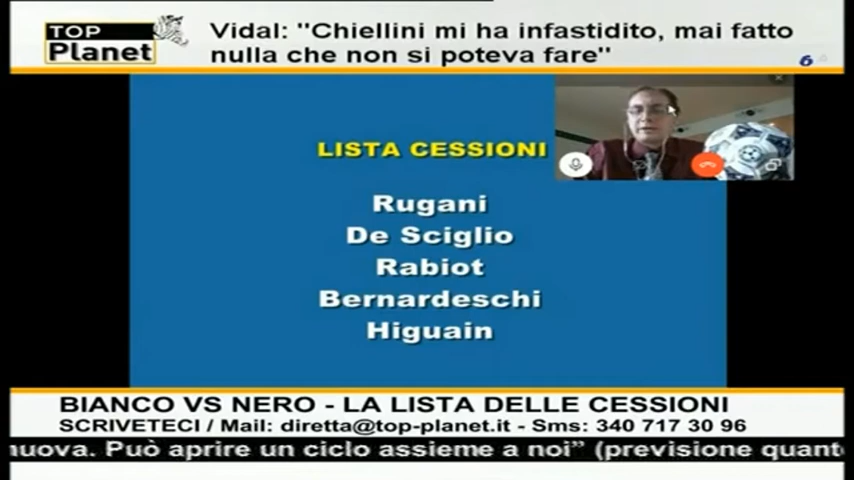 TOP
Planet
Vidal: "Chiellini mi ha infastidito, mai fatto
nulla che non si poteva fare"
6
LISTA CESSIONI
Rugani
De Sciglio
Rabiot
Bernardeschi
Higuain
BIANCO VS NERO - LA LISTA DELLE CESSIONI
SCRIVETECI / Mail: diretta@top-planet.it - Sms: 340 717 30 96
nuova. Può aprire un ciclo assieme a noi” (previsione quant